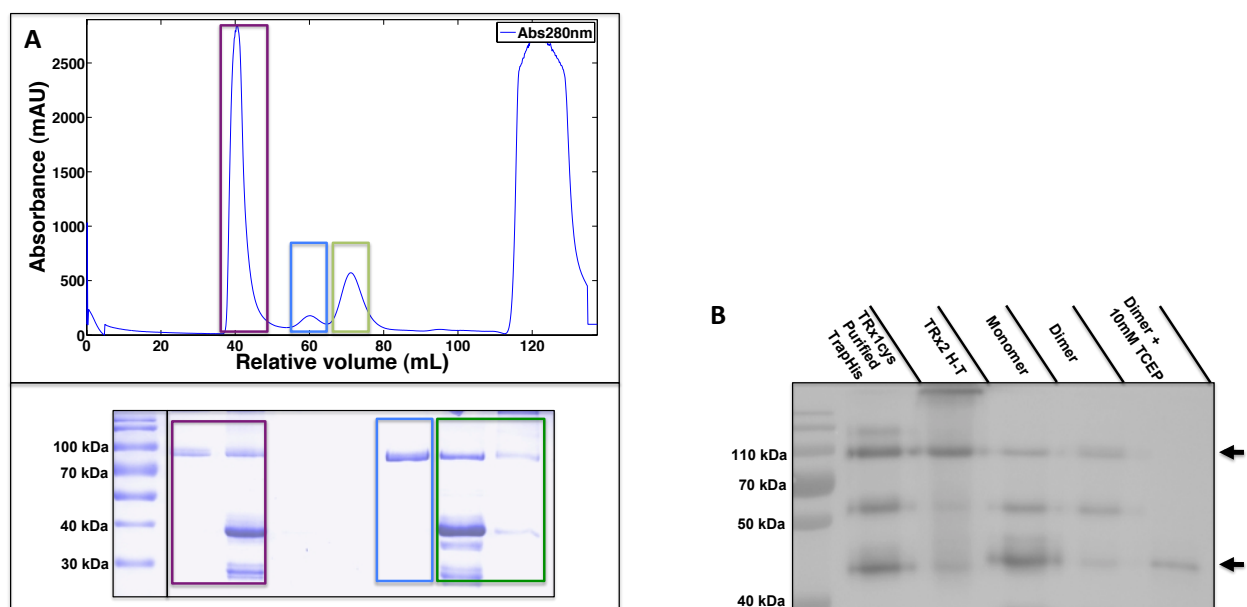 A
Abs280nm
Absorbance (mAU)
2500
2000
1500
1000
500
0
0 20 40 60 80 100 120
Relative volume (mL)
100 kDa
70 kDa
40 kDa
30 kDa
B
TRx1cys
Purified
TrapHis
TRx2 H-T
Monomer
Dimer
Dimer +
10mM TCEP
110 kDa
70 kDa
50 kDa
40 kDa